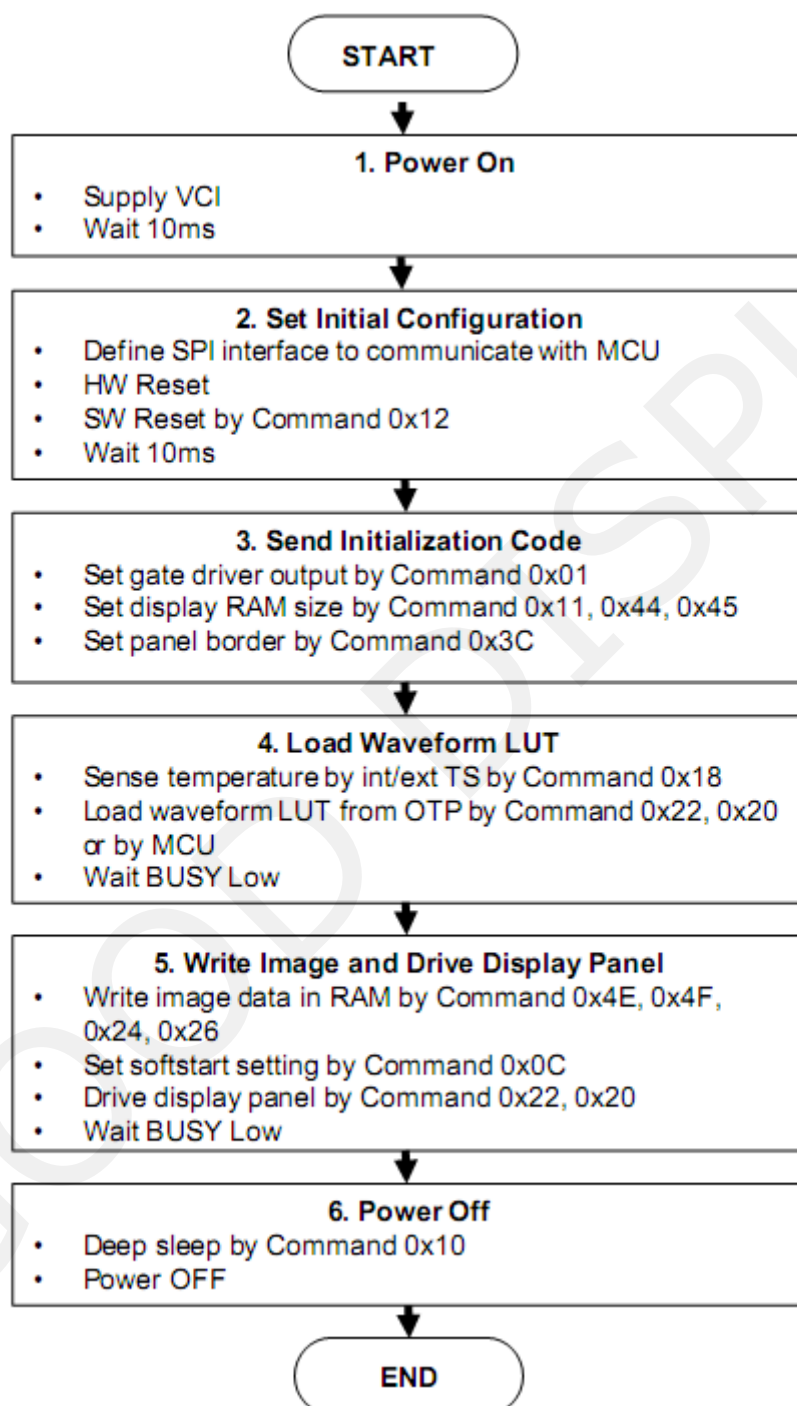 START
1. Power On
• Supply VCI
• Wait 10ms
2. Set Initial Configuration
• Define SPI interface to communicate with MCU
• HW Reset
• SW Reset by Command 0x12
• Wait 10ms
3. Send Initialization Code
• Set gate driver output by Command 0x01
• Set display RAM size by Command 0x11, 0x44, 0x45
• Set panel border by Command 0x3C
4. Load Waveform LUT
• Sense temperature by int/ext TS by Command 0x18
• Load waveform LUT from OTP by Command 0x22, 0x20
or by MCU
• Wait BUSY Low
5. Write Image and Drive Display Panel
• Write image data in RAM by Command 0x4E, 0x4F,
0x24, 0x26
• Set softstart setting by Command 0x0C
• Drive display panel by Command 0x22, 0x20
• Wait BUSY Low
6. Power Off
• Deep sleep by Command 0x10
• Power OFF
END
GOOD DISPL